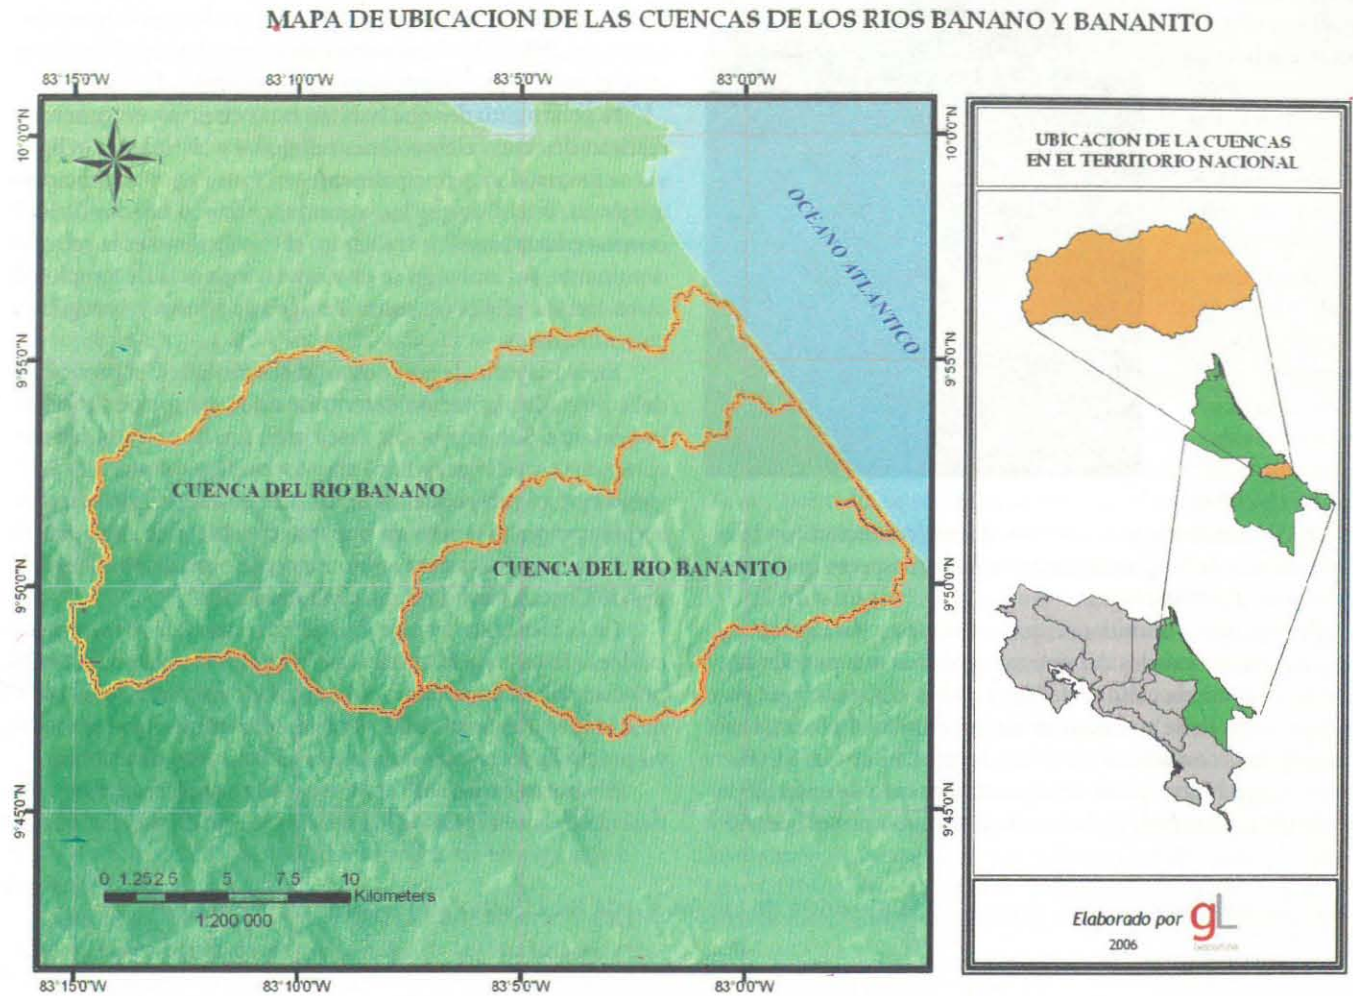 MAPA DE UBICACION DE LAS CUENCAS DE LOS RIOS BANANO Y BANANITO
83°15'0"W 83°10'0"W 83°5'0"W 83°0'0"W
10°0'0"N 10°0'0"N
OCEANO ATLANTICO
9°55'0"N 9°55'0"N
CUENCA DEL RIO BANANO
CUENCA DEL RIO BANANITO
9°50'0"N 9°50'0"N
9°45'0"N 9°45'0"N
0 1.25 2.5 5 7.5 10
Kilometers
1:200 000
83°15'0"W 83°10'0"W 83°5'0"W 83°0'0"W
UBICACION DE LA CUENCAS
EN EL TERRITORIO NACIONAL
Elaborado por gL
2006